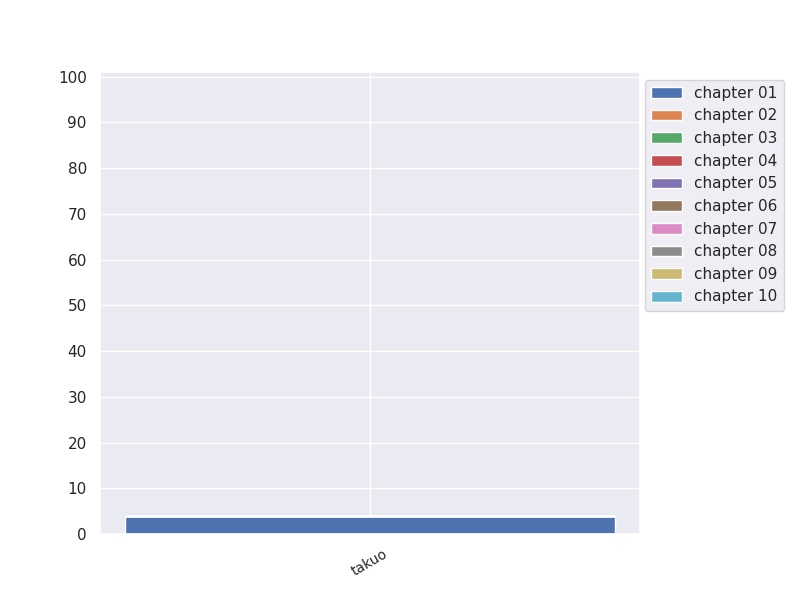 100
90
80
70
60
50
40
30
20
10
0
takuo
chapter 01
chapter 02
chapter 03
chapter 04
chapter 05
chapter 06
chapter 07
chapter 08
chapter 09
chapter 10